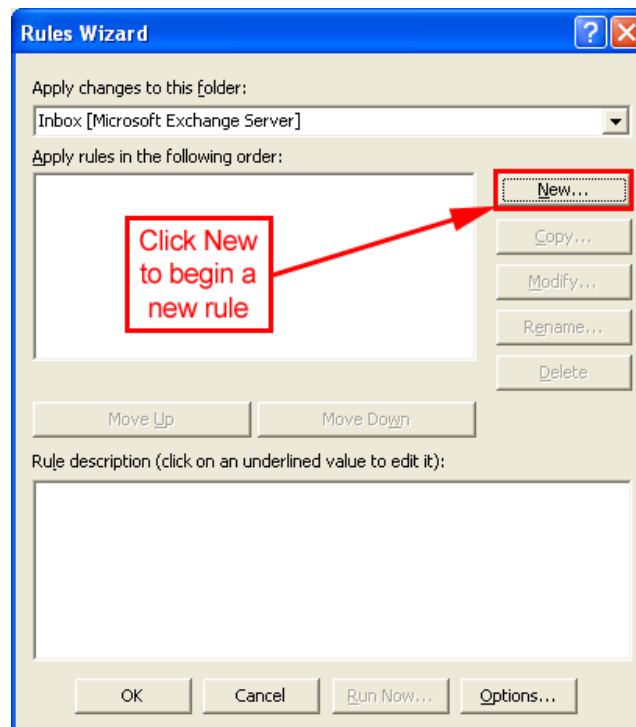 Rules Wizard
Apply changes to this folder:
Inbox [Microsoft Exchange Server]
Apply rules in the following order:
New...
Click New
to begin a
new rule
Copy...
Modify...
Rename...
Delete
Move Up
Move Down
Rule description (click on an underlined value to edit it):
OK
Cancel
Run Now...
Options...